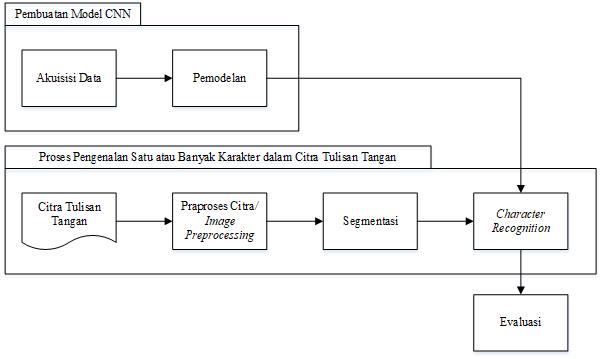 Pembuatan Model CNN
Akuisisi Data
Pemodelan
Proses Pengenalan Satu atau Banyak Karakter dalam Citra Tulisan Tangan
Citra Tulisan
Tangan
Praproses Citra/
Image
Preprocessing
Segmentasi
Character
Recognition
Evaluasi